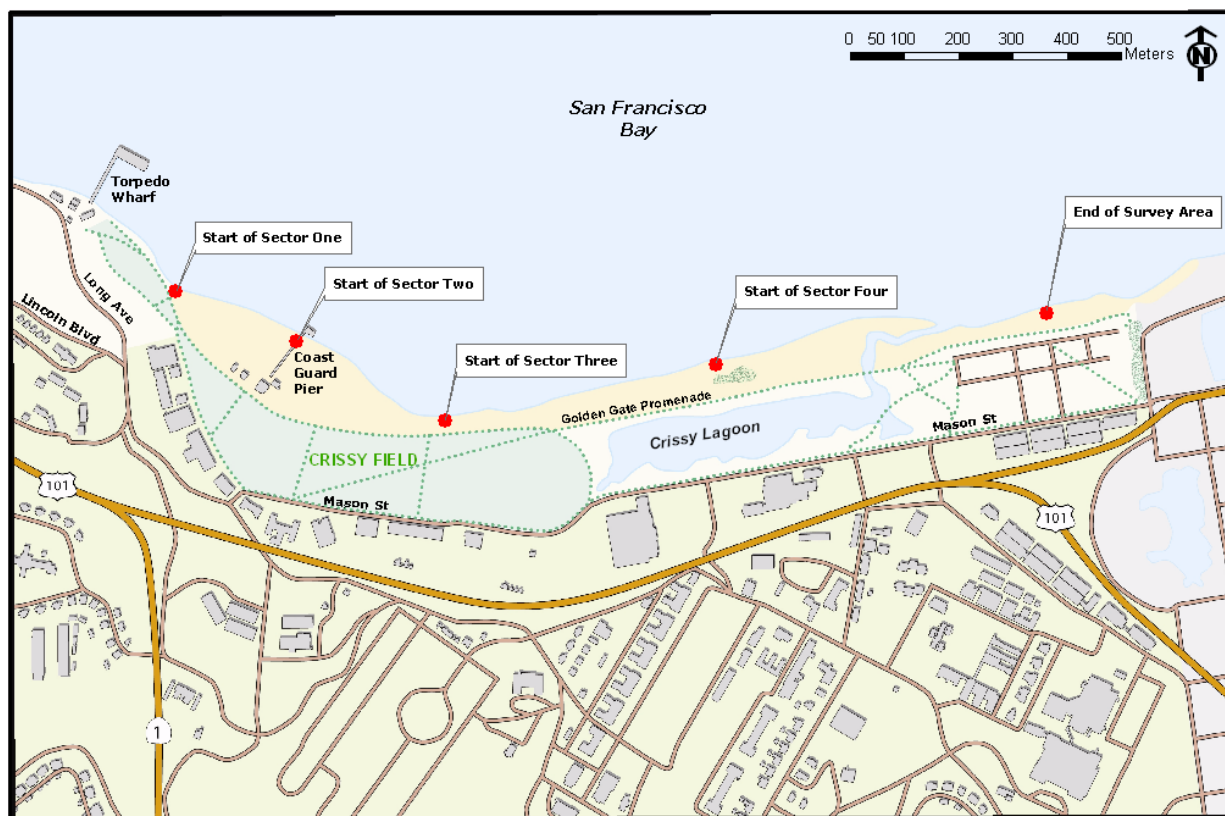 0 50 100 200 300 400 500
Meters
N
San Francisco
Bay
Torpedo
Wharf
Start of Sector One
End of Survey Area
Start of Sector Two
Start of Sector Four
Long Ave
Lincoln Blvd
Coast
Guard
Pier
Start of Sector Three
Golden Gate Promenade
Crissy Lagoon
Mason St
CRISSY FIELD
101
Mason St
101
1